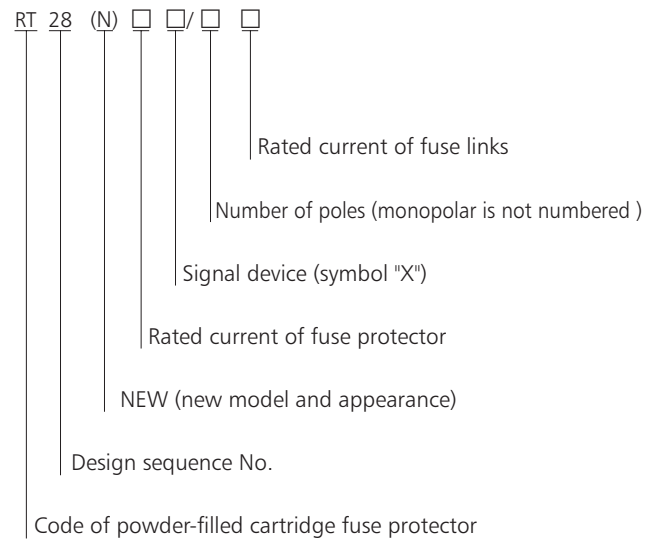 RT 28 (N) □ □/□ □
Rated current of fuse links
Number of poles (monopolar is not numbered )
Signal device (symbol "X")
Rated current of fuse protector
NEW (new model and appearance)
Design sequence No.
Code of powder-filled cartridge fuse protector